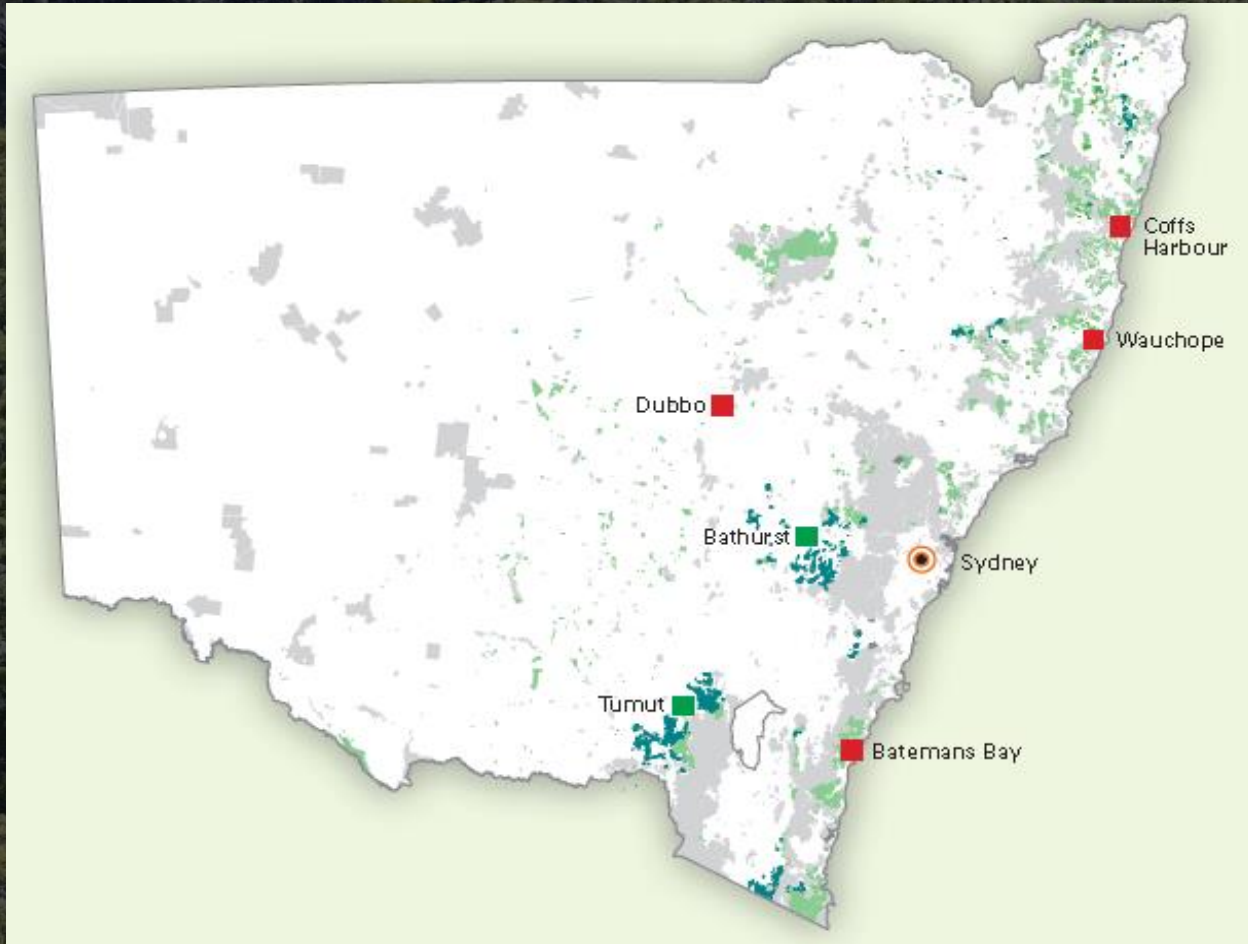 Coffs
Harbour
Wauchope
Dubbo
Bathurst
Sydney
Tumut
Batemans Bay